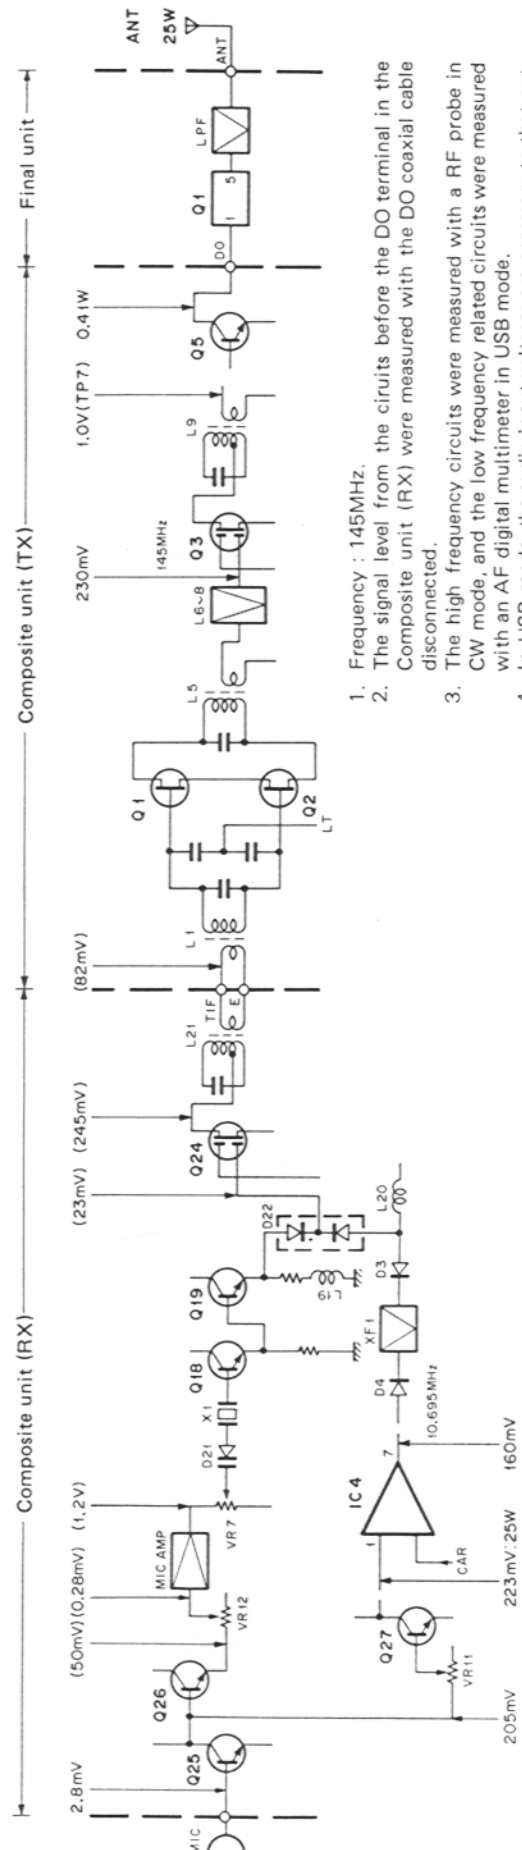 Composite unit (RX)
Composite unit (TX)
Final unit
2.8mV
(50mV)
(0.28mV)
(1.2V)
(23mV)
(245mV)
(82mV)
230mV
1.0V(TP7)
0.41W
ANT
25W
MIC
Q25
Q26
VR12
MIC AMP
VR7
D21
X1
Q18
Q19
L19
D22
Q24
L21
TIF
E
L1
LT
Q1
Q2
L5
L6~8
145MHz
Q3
L9
Q5
DO
Q1
1
5
LPF
ANT
205mV
VR11
Q27
223mV:25W
1
CAR
IC4
7
160mV
10.695MHz
D4
XF1
D3
L20
1. Frequency : 145MHz.
2. The signal level from the ciruits before the DO terminal in the
Composite unit (RX) were measured with the DO coaxial cable
disconnected.
3. The high frequency circuits were measured with a RF probe in
CW mode, and the low frequency related circuits were measured
with an AF digital multimeter in USB mode.